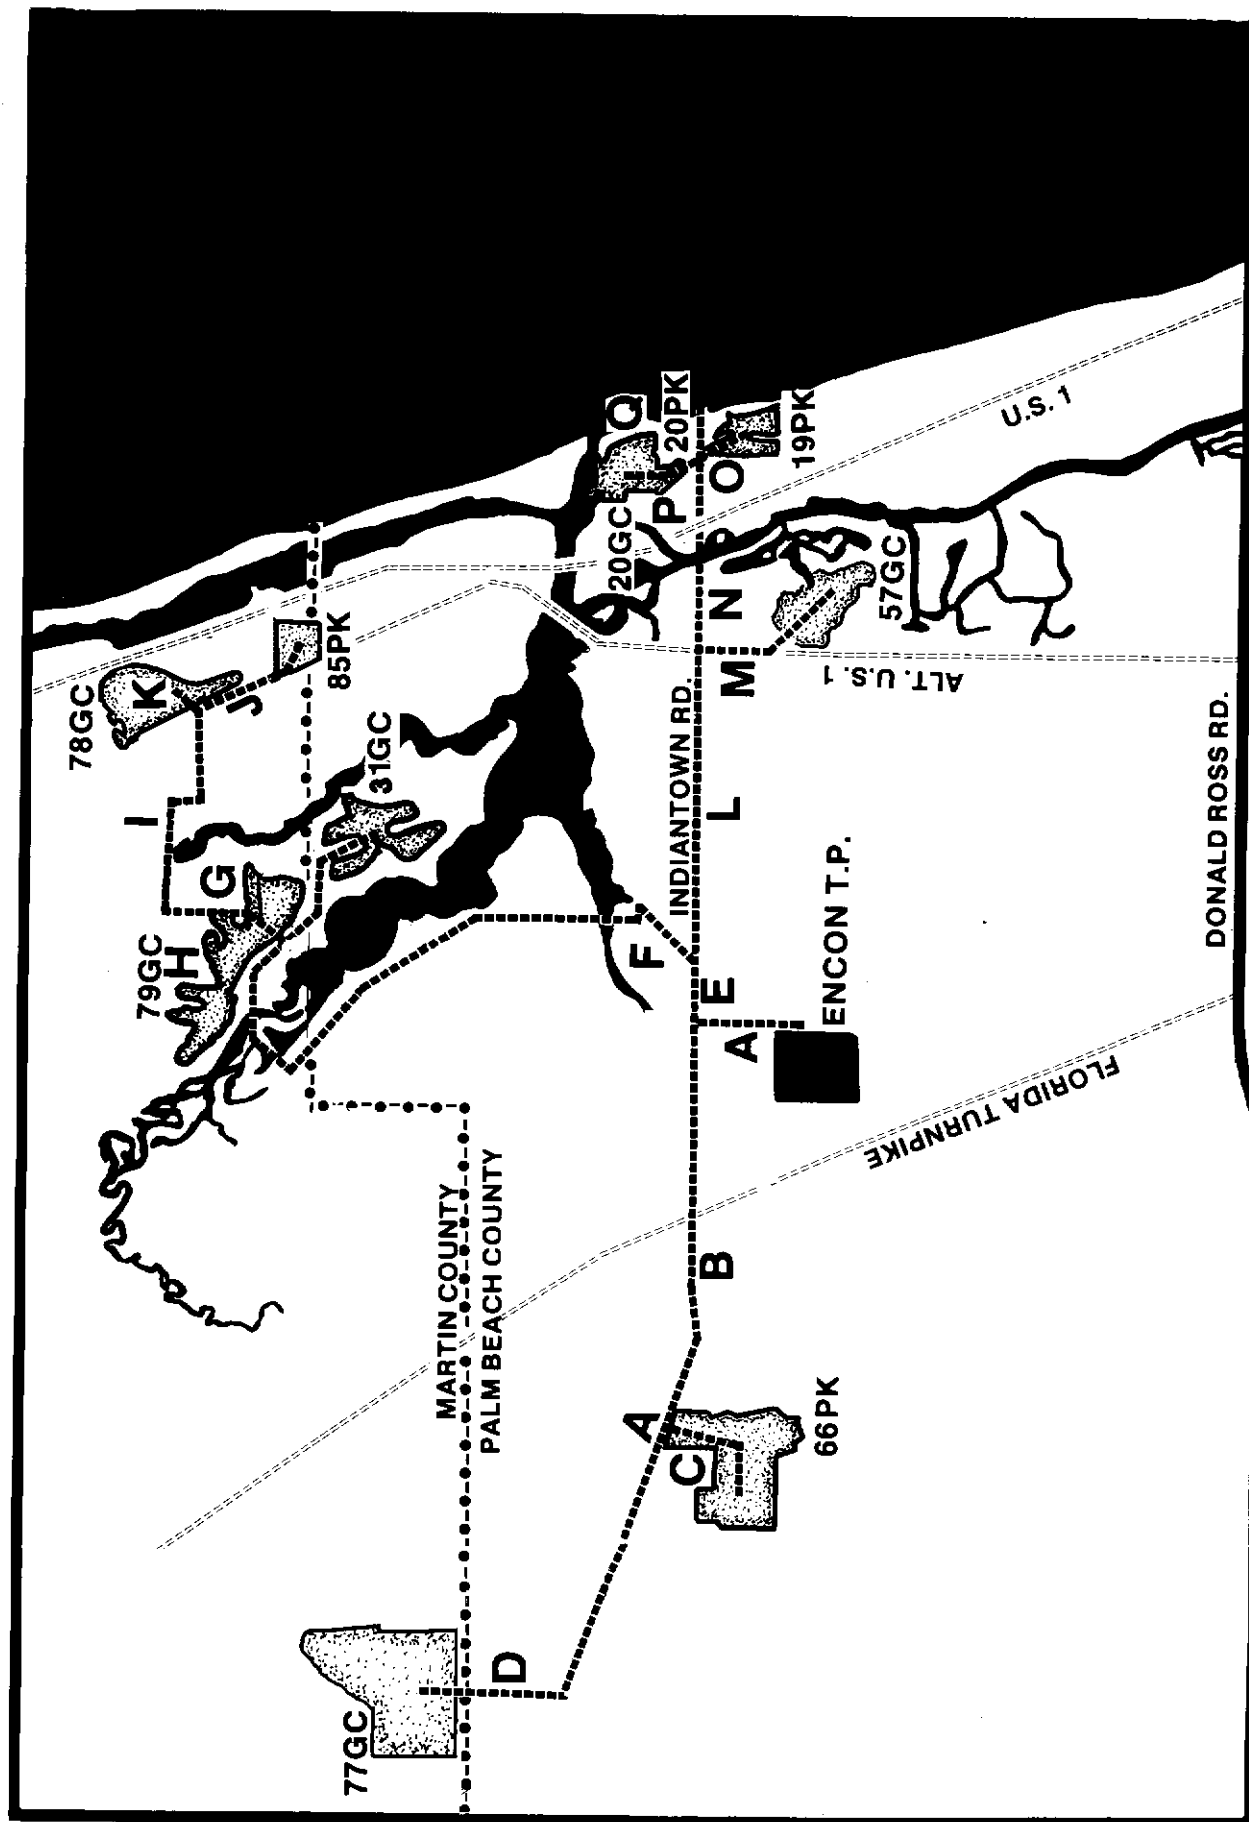 78GC
I
K
79GC
H
G
J
85PK
77GC
31GC
MARTIN COUNTY
PALM BEACH COUNTY
D
20GC
Q
A
F
P
20PK
INDIANTOWN RD.
C
B
E
L
M
N
P
O
A
19PK
66PK
ENCON T.P.
57GC
ALT. U.S. 1
FLORIDA TURNPIKE
U.S. 1
DONALD ROSS RD.